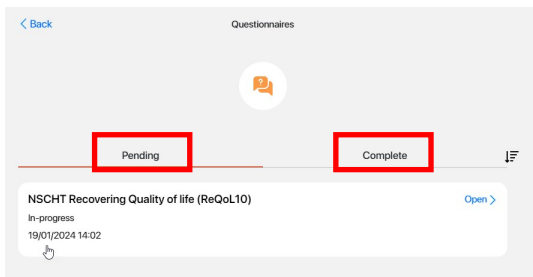 Back
Questionnaires
Pending
Complete
NSCHT Recovering Quality of life (ReQoL10)
Open
In-progress
19/01/2024 14:02